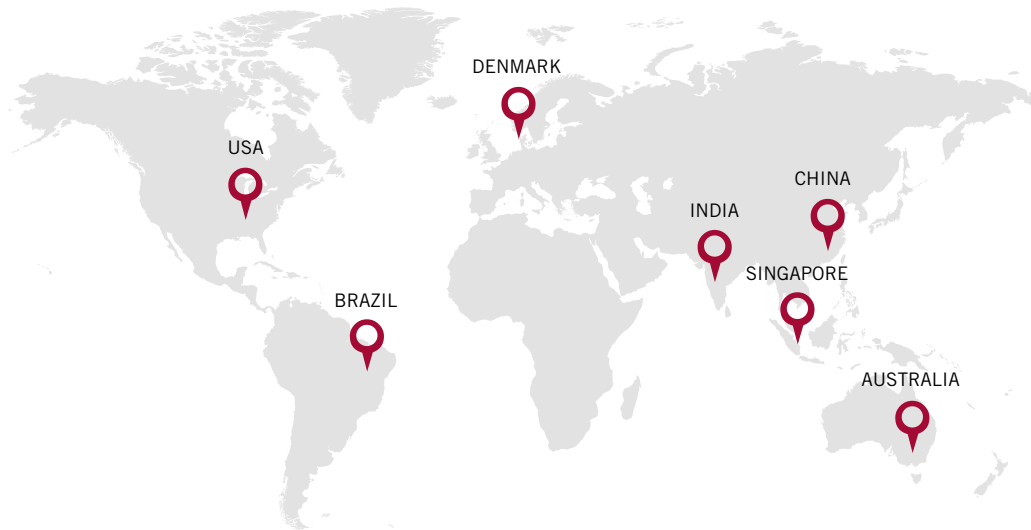 DENMARK
USA
CHINA
INDIA
SINGAPORE
BRAZIL
AUSTRALIA